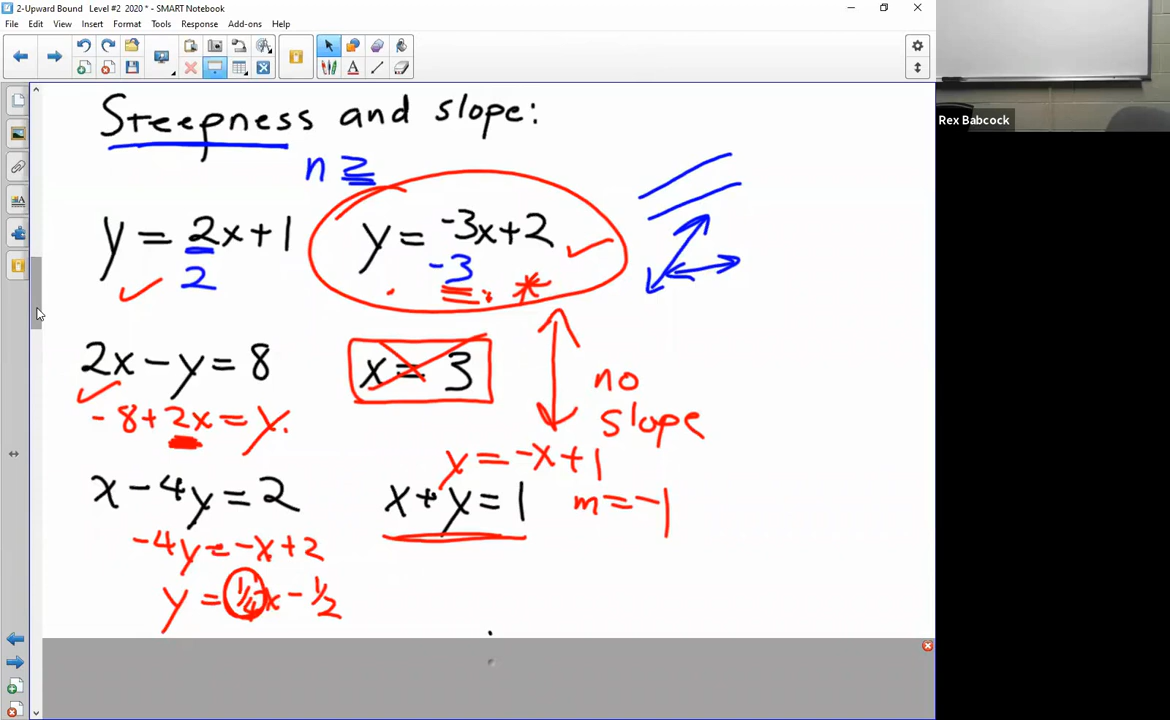 2-Upward Bound Level #2 2020 * - SMART Notebook
File Edit View Insert Format Tools Response Add-ons Help
Rex Babcock
Steepness and slope:
n 2
y = 2x+1
2
y = -3x+2
-3
2x - y = 8
-8+2x = y.
x = 3
no
slope
x - 4y = 2
-4y = -x+2
y = 1/4x - 1/2
y = -x + 1
x + y = 1
m = -1